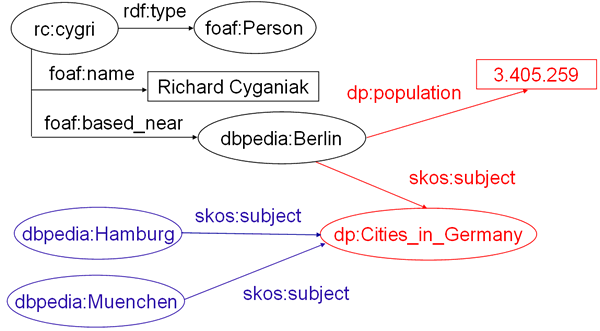 rc:cygri
rdf:type
foaf:Person
foaf:name
Richard Cyganiak
3.405.259
dp:population
foaf:based_near
dbpedia:Berlin
skos:subject
skos:subject
dbpedia:Hamburg
dp:Cities_in_Germany
dbpedia:Muenchen
skos:subject